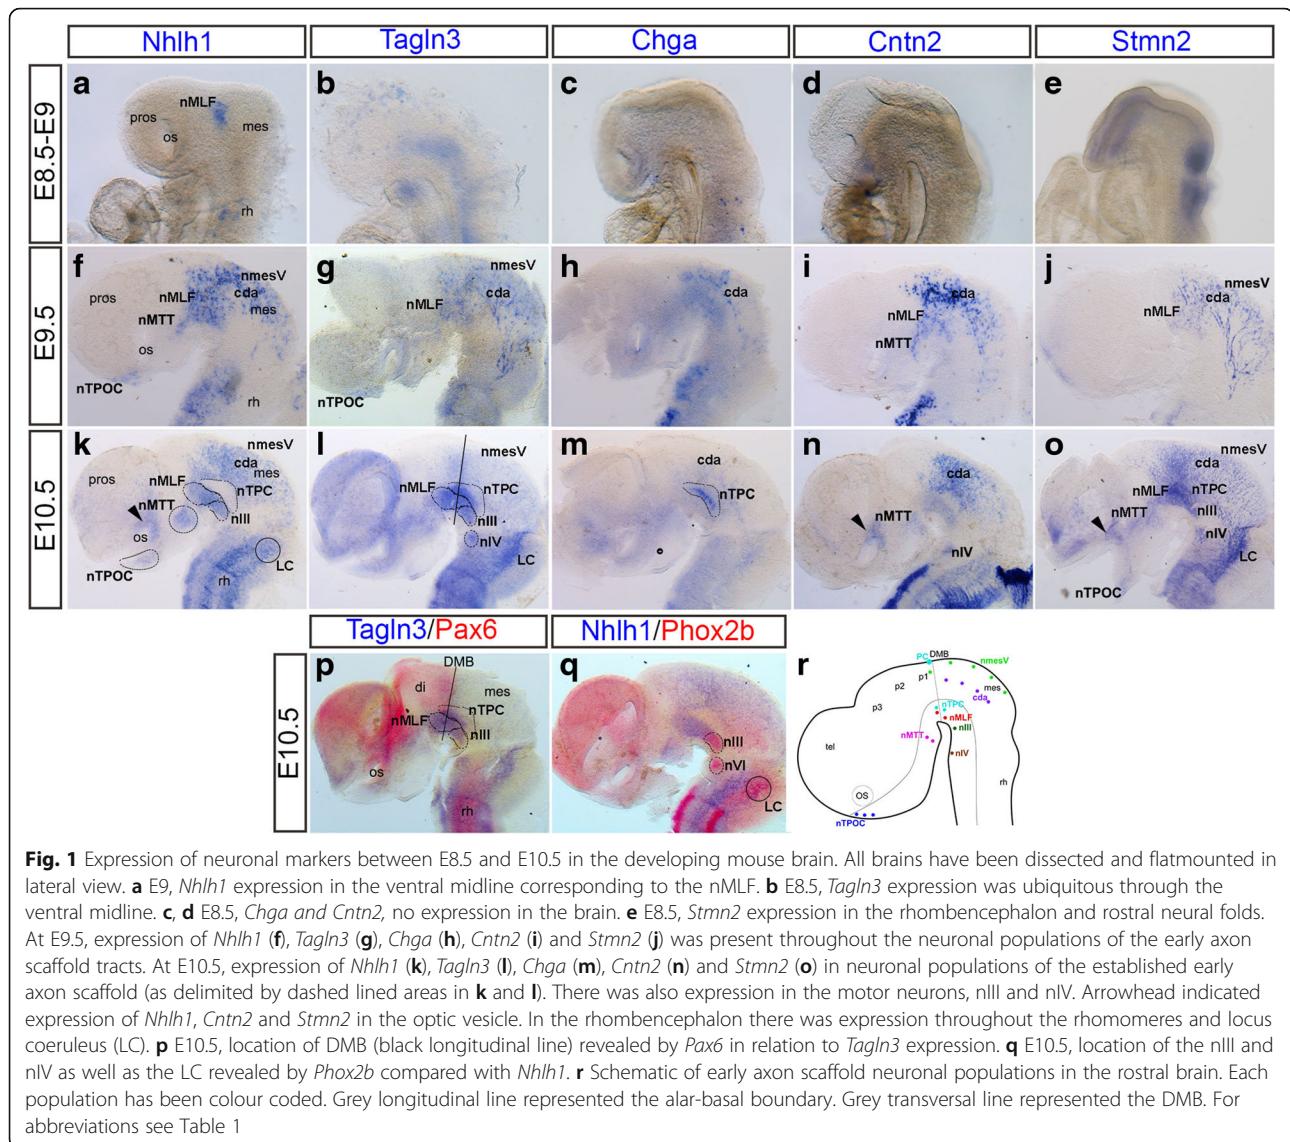 Nhlh1
Tagln3
Chga
Cntn2
Stmn2
E8.5-E9
a
nMLF
pros
os
mes
rh
b
c
d
e
E9.5
f
nmesV
nMLF
cda
pros
mes
nMTT
os
nTPOC
rh
g
nmesV
nMLF
cda
nTPOC
h
cda
i
cda
nMLF
nMTT
j
nmesV
cda
nMLF
E10.5
k
nmesV
cda
mes
pros
nMLF
nTPC
nMTT
nIII
os
LC
nTPOC
rh
l
nmesV
nMLF
nTPC
nIII
nIV
LC
m
cda
nTPC
n
cda
nMTT
nIV
o
nmesV
cda
nMLF
nTPC
nMTT
nIII
nIV
LC
nTPOC
Tagln3/Pax6
Nhlh1/Phox2b
E10.5
p
DMB
di
mes
nTPC
nMLF
nIII
os
rh
q
nIII
nVI
LC
r
PC
DMB
nmesV
p1
p2
mes
cda
p3
nTPC
nMLF
nIII
tel
nMTT
nIV
OS
rh
nTPOC
Fig. 1 Expression of neuronal markers between E8.5 and E10.5 in the developing mouse brain. All brains have been dissected and flatmounted in
lateral view. a E9, Nhlh1 expression in the ventral midline corresponding to the nMLF. b E8.5, Tagln3 expression was ubiquitous through the
ventral midline. c, d E8.5, Chga and Cntn2, no expression in the brain. e E8.5, Stmn2 expression in the rhombencephalon and rostral neural folds.
At E9.5, expression of Nhlh1 (f), Tagln3 (g), Chga (h), Cntn2 (i) and Stmn2 (j) was present throughout the neuronal populations of the early axon
scaffold tracts. At E10.5, expression of Nhlh1 (k), Tagln3 (l), Chga (m), Cntn2 (n) and Stmn2 (o) in neuronal populations of the established early
axon scaffold (as delimited by dashed lined areas in k and l). There was also expression in the motor neurons, nIII and nIV. Arrowhead indicated
expression of Nhlh1, Cntn2 and Stmn2 in the optic vesicle. In the rhombencephalon there was expression throughout the rhomomeres and locus
coeruleus (LC). p E10.5, location of DMB (black longitudinal line) revealed by Pax6 in relation to Tagln3 expression. q E10.5, location of the nIII and
nIV as well as the LC revealed by Phox2b compared with Nhlh1. r Schematic of early axon scaffold neuronal populations in the rostral brain. Each
population has been colour coded. Grey longitudinal line represented the alar-basal boundary. Grey transversal line represented the DMB. For
abbreviations see Table 1